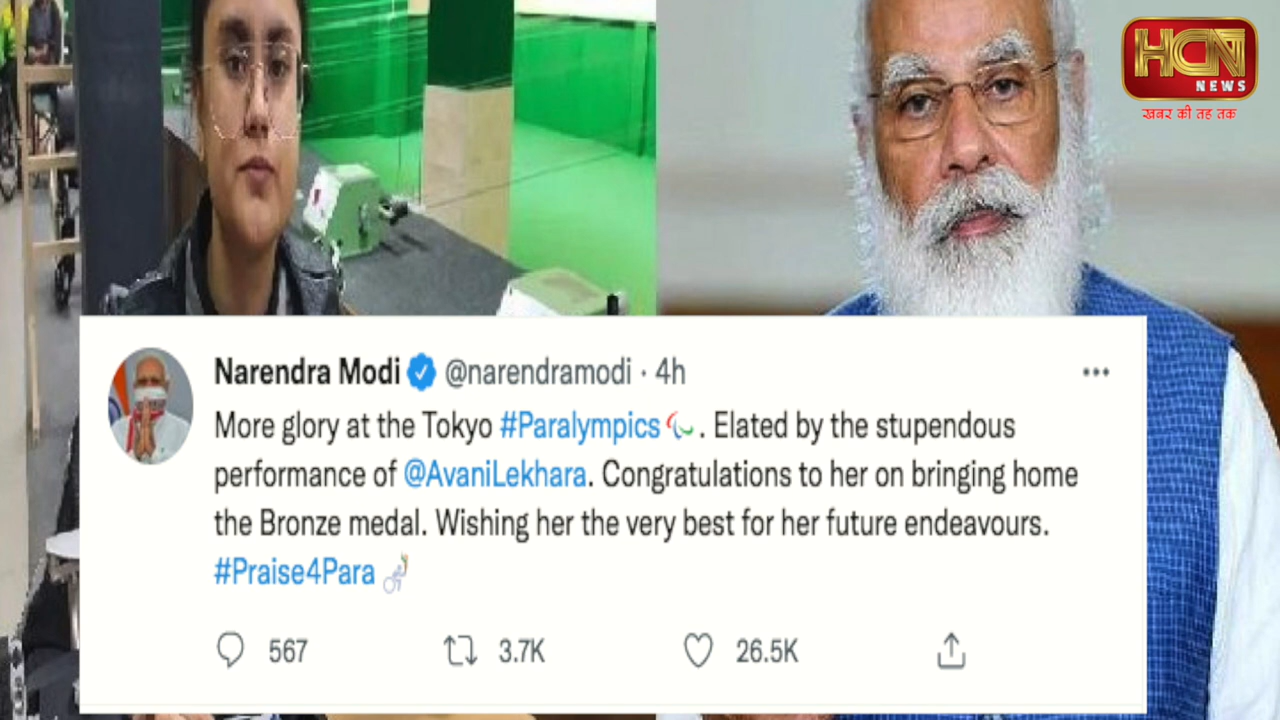 HCN
NEWS
खबर की तह तक
Narendra Modi @narendramodi · 4h
More glory at the Tokyo #Paralympics. Elated by the stupendous
performance of @AvaniLekhara. Congratulations to her on bringing home
the Bronze medal. Wishing her the very best for her future endeavours.
#Praise4Para
567 3.7K 26.5K